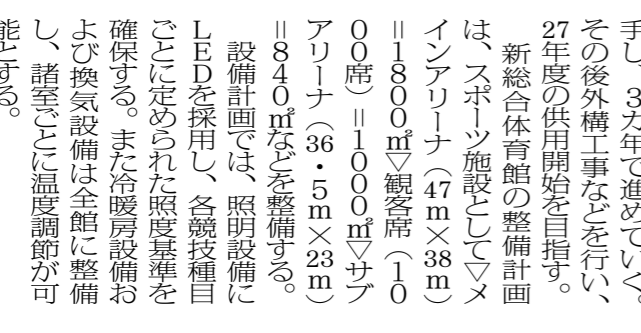 手し、3カ年で進めていく。
その後外構工事などを行い、
27年度の供用開始を目指す。
　新総合体育館の整備計画
は、スポーツ施設として▽メ
インアリーナ（47m×38m）
＝1800㎡▽観客席（10
00席）＝1000㎡▽サブ
アリーナ（36・5m×23m）
＝840㎡などを整備する。
　設備計画では、照明設備に
LEDを採用し、各競技種目
ごとに定められた照度基準を
確保する。また冷暖房設備お
よび換気設備は全館に整備
し、諸室ごとに温度調節が可
能とする。